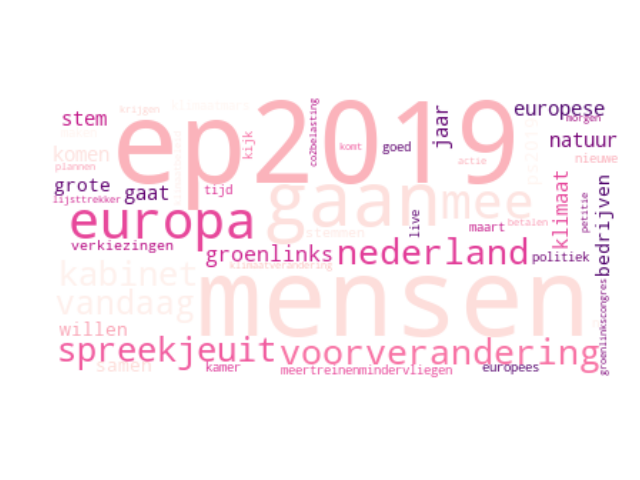 krijgen
klimaatmars
stem
ep2019
europese
morgen
jaar
co2belasting
kijk
komt
goed
natuur
komen
plannen
actie
nieuwe
ps2019
grote
gaat
tijd
lijsttrekker
gaan
mee
klimaat
petitie
bedrijven
europa
live
maart
betalen
stemmen
verkiezingen
groenlinks
nederland
politiek
klimaatverandering
kabinet
vandaag
mensen
willen
spreekjeuit
voorverandering
samen
kamer
meertreinenmindervliegen
europees
groenlinkscongres